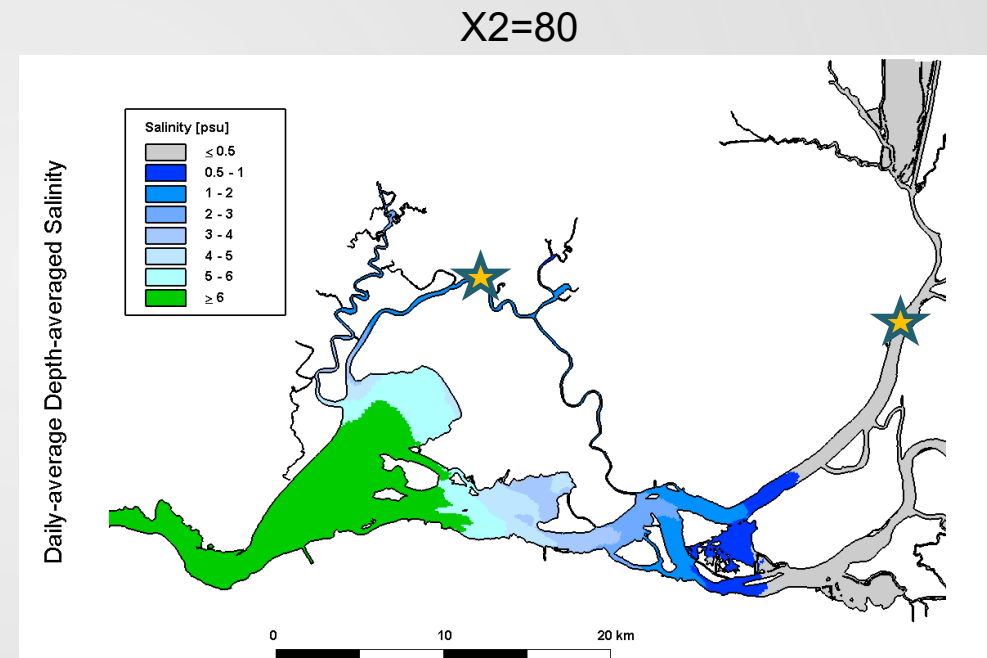 X2=80
Daily-average Depth-averaged Salinity
Salinity [psu]
≤ 0.5
0.5 - 1
1 - 2
2 - 3
3 - 4
4 - 5
5 - 6
≥ 6
0 10 20 km